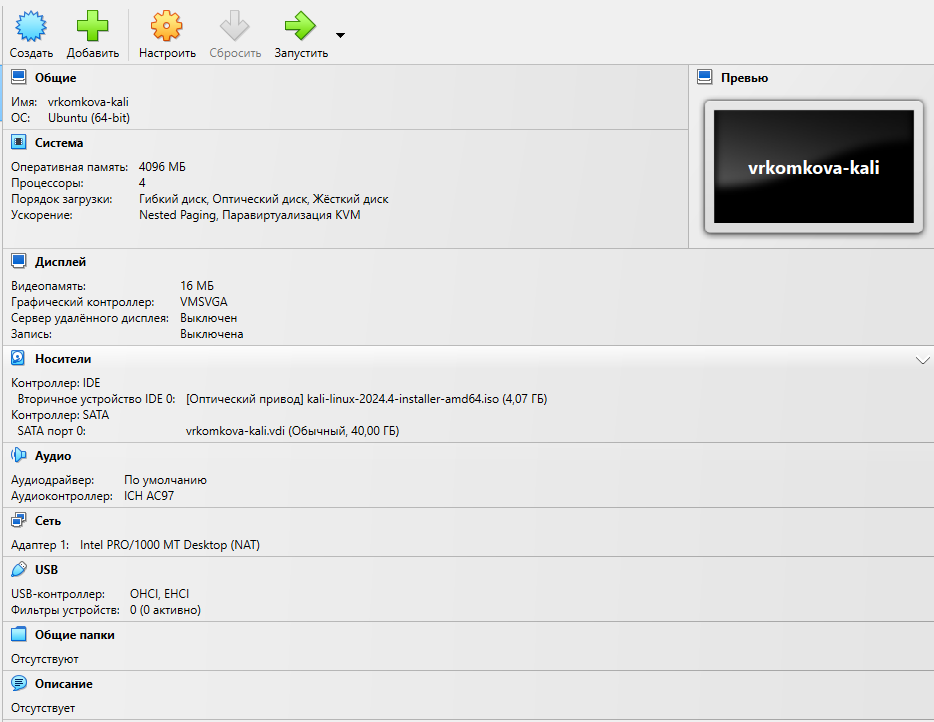 Создать Добавить Настроить Сбросить Запустить
Общие
Имя: vrkomkova-kali
ОС: Ubuntu (64-bit)
Превью
vrkomkova-kali
Система
Оперативная память: 4096 МБ
Процессоры: 4
Порядок загрузки: Гибкий диск, Оптический диск, Жёсткий диск
Ускорение: Nested Paging, Паравиртуализация KVM
Дисплей
Видеопамять: 16 МБ
Графический контроллер: VMSVGA
Сервер удалённого дисплея: Выключен
Запись: Выключена
Носители
Контроллер: IDE
Вторичное устройство IDE 0: [Оптический привод] kali-linux-2024.4-installer-amd64.iso (4,07 ГБ)
Контроллер: SATA
SATA порт 0: vrkomkova-kali.vdi (Обычный, 40,00 ГБ)
Аудио
Аудиодрайвер: По умолчанию
Аудиоконтроллер: ICH AC97
Сеть
Адаптер 1: Intel PRO/1000 MT Desktop (NAT)
USB
USB-контроллер: OHCI, EHCI
Фильтры устройств: 0 (0 активно)
Общие папки
Отсутствуют
Описание
Отсутствует